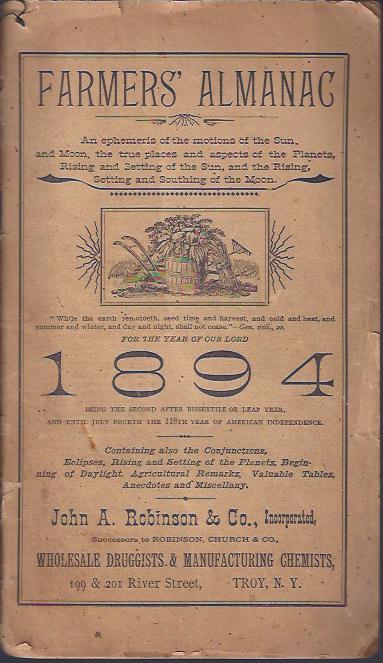 FARMERS' ALMANAC
An ephemeris of the motions of the Sun,
and Moon, the true places and aspects of the Planets,
Rising and Setting of the Sun, and the Rising,
Setting and Southing of the Moon.
"While the earth remaineth, seed time and harvest, and cold and heat, and
summer and winter, and day and night, shall not cease."—Gen. viii., 22.
FOR THE YEAR OF OUR LORD
1894
BEING THE SECOND AFTER BISSEXTILE OR LEAP YEAR,
AND UNTIL JULY FOURTH THE 118TH YEAR OF AMERICAN INDEPENDENCE.
Containing also the Conjunctions,
Eclipses, Rising and Setting of the Planets, Begin-
ning of Daylight, Agricultural Remarks, Valuable Tables,
Anecdotes and Miscellany.
John A. Robinson & Co., Incorporated,
Successors to ROBINSON, CHURCH & CO.,
WHOLESALE DRUGGISTS & MANUFACTURING CHEMISTS,
199 & 201 River Street, TROY, N. Y.